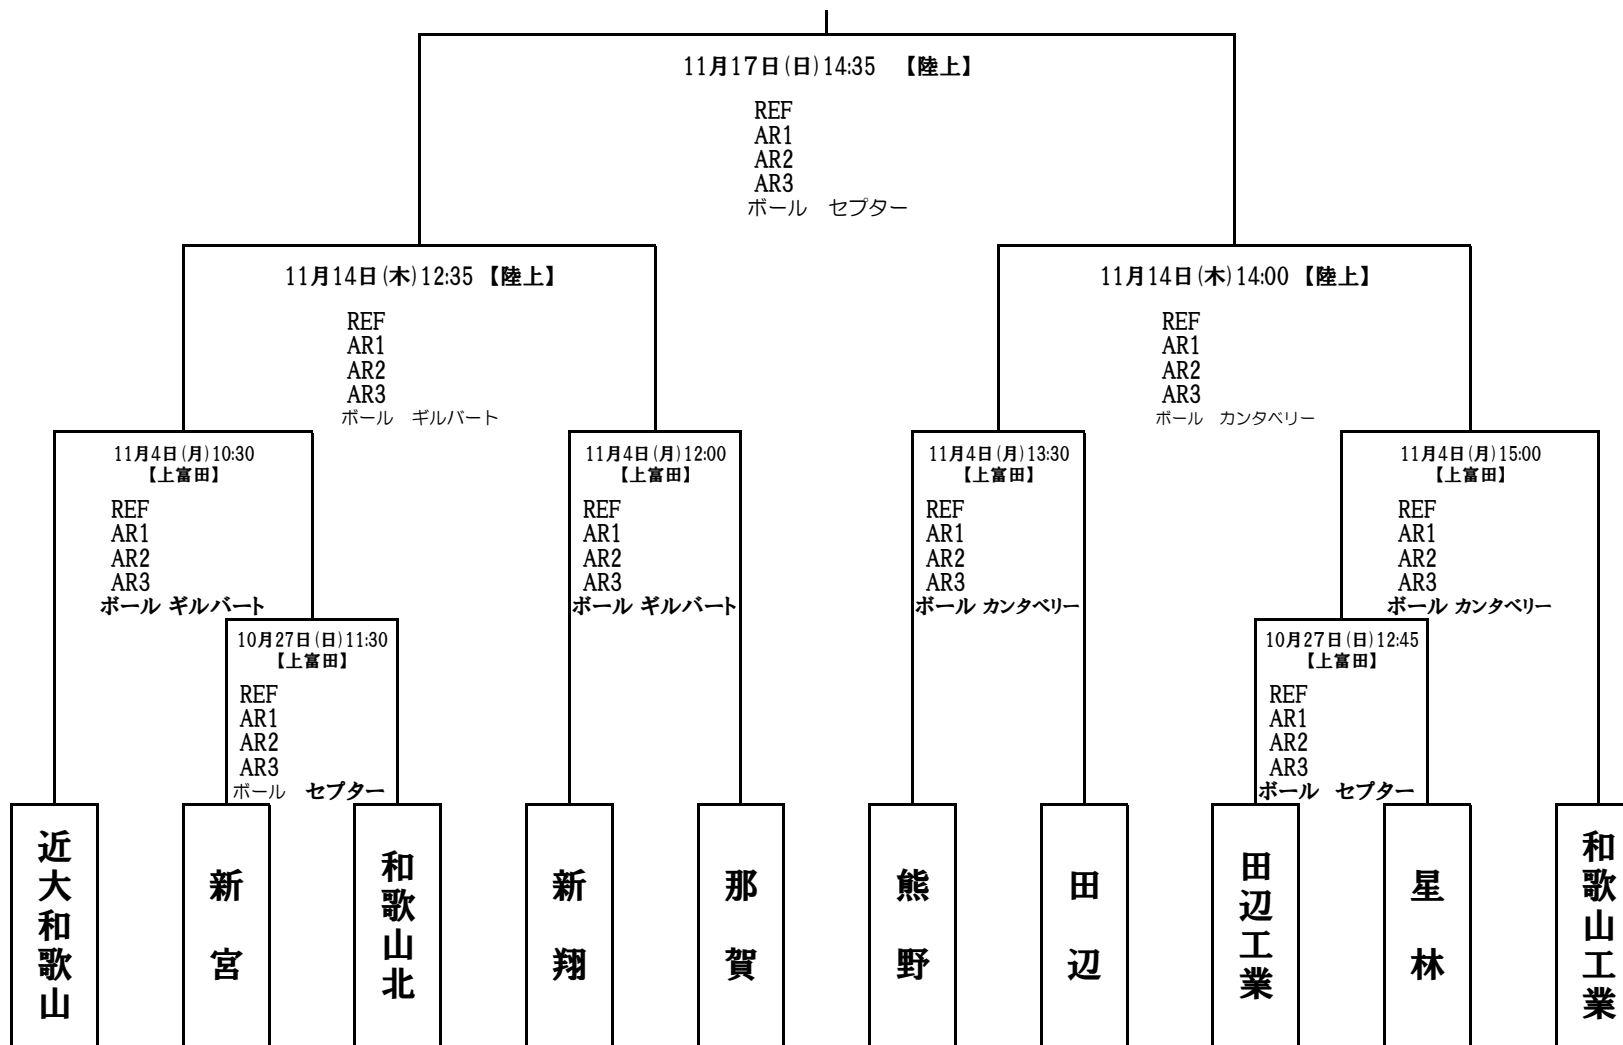 11月17日(日)14:35　【陸上】
REF
AR1
AR2
AR3
ボール　セプター
11月14日(木)12:35 【陸上】
REF
AR1
AR2
AR3
ボール　ギルバート
11月14日(木)14:00 【陸上】
REF
AR1
AR2
AR3
ボール　カンタベリー
11月4日(月)10:30
【上富田】
REF
AR1
AR2
AR3
ボール ギルバート
11月4日(月)12:00
【上富田】
REF
AR1
AR2
AR3
ボール ギルバート
11月4日(月)13:30
【上富田】
REF
AR1
AR2
AR3
ボール カンタベリー
11月4日(月)15:00
【上富田】
REF
AR1
AR2
AR3
ボール カンタベリー
10月27日(日)11:30
【上富田】
REF
AR1
AR2
AR3
ボール　セプター
10月27日(日)12:45
【上富田】
REF
AR1
AR2
AR3
ボール　セプター
近大和歌山
新宮
和歌山北
新翔
那賀
熊野
田辺
田辺工業
星林
和歌山工業